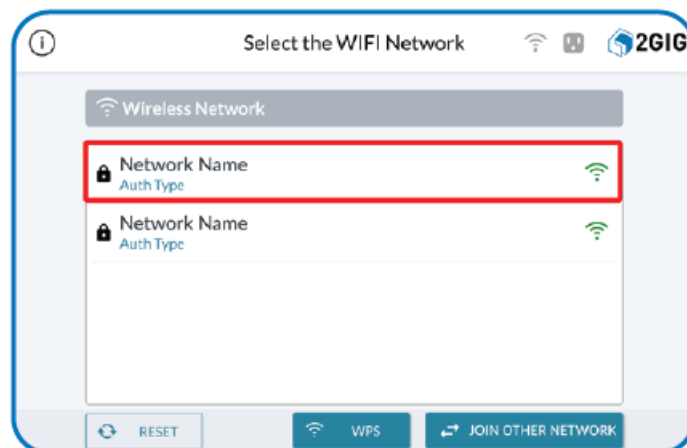 Select the WIFI Network
2GIG
Wireless Network
Network Name
Auth Type
Network Name
Auth Type
RESET
WPS
JOIN OTHER NETWORK